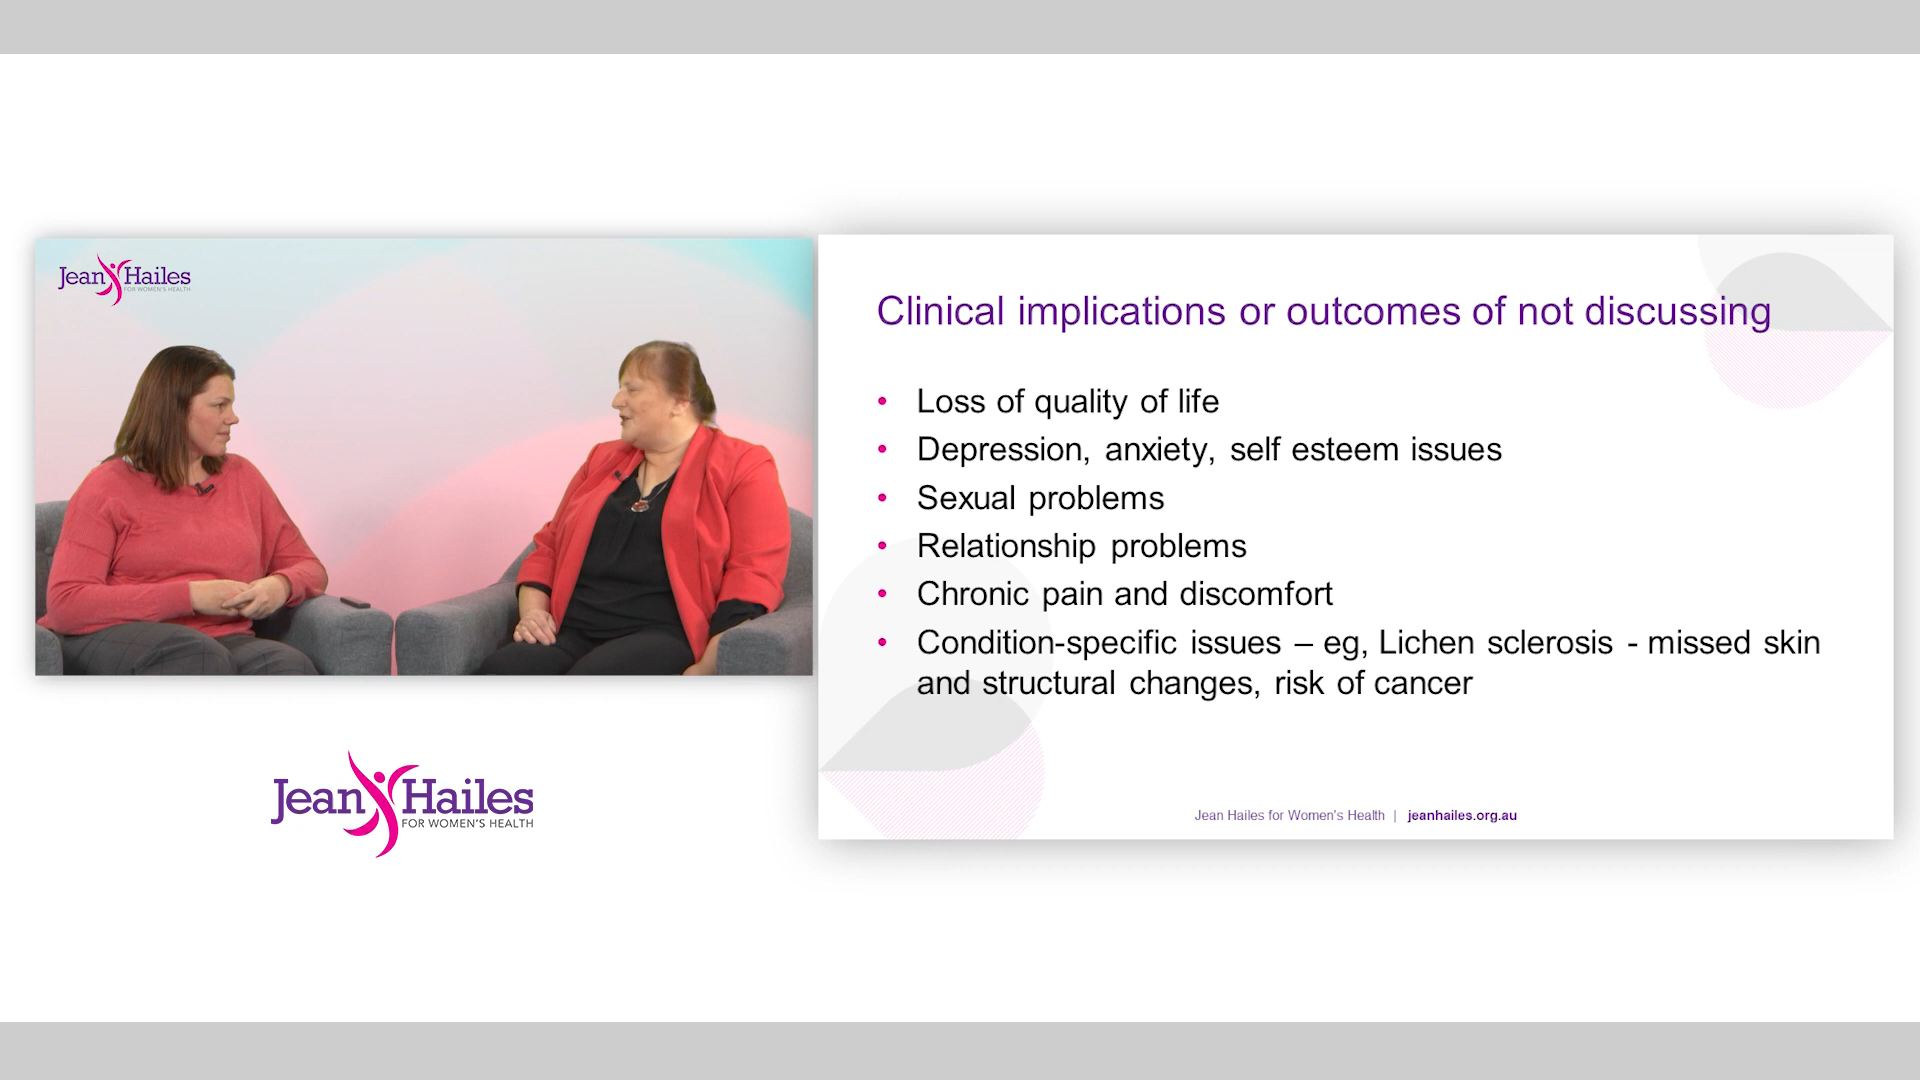 Jean Hailes
FOR WOMEN'S HEALTH
Clinical implications or outcomes of not discussing
• Loss of quality of life
• Depression, anxiety, self esteem issues
• Sexual problems
• Relationship problems
• Chronic pain and discomfort
• Condition-specific issues – eg, Lichen sclerosis - missed skin
and structural changes, risk of cancer
Jean Hailes for Women's Health | jeanhailes.org.au
Jean Hailes
FOR WOMEN'S HEALTH